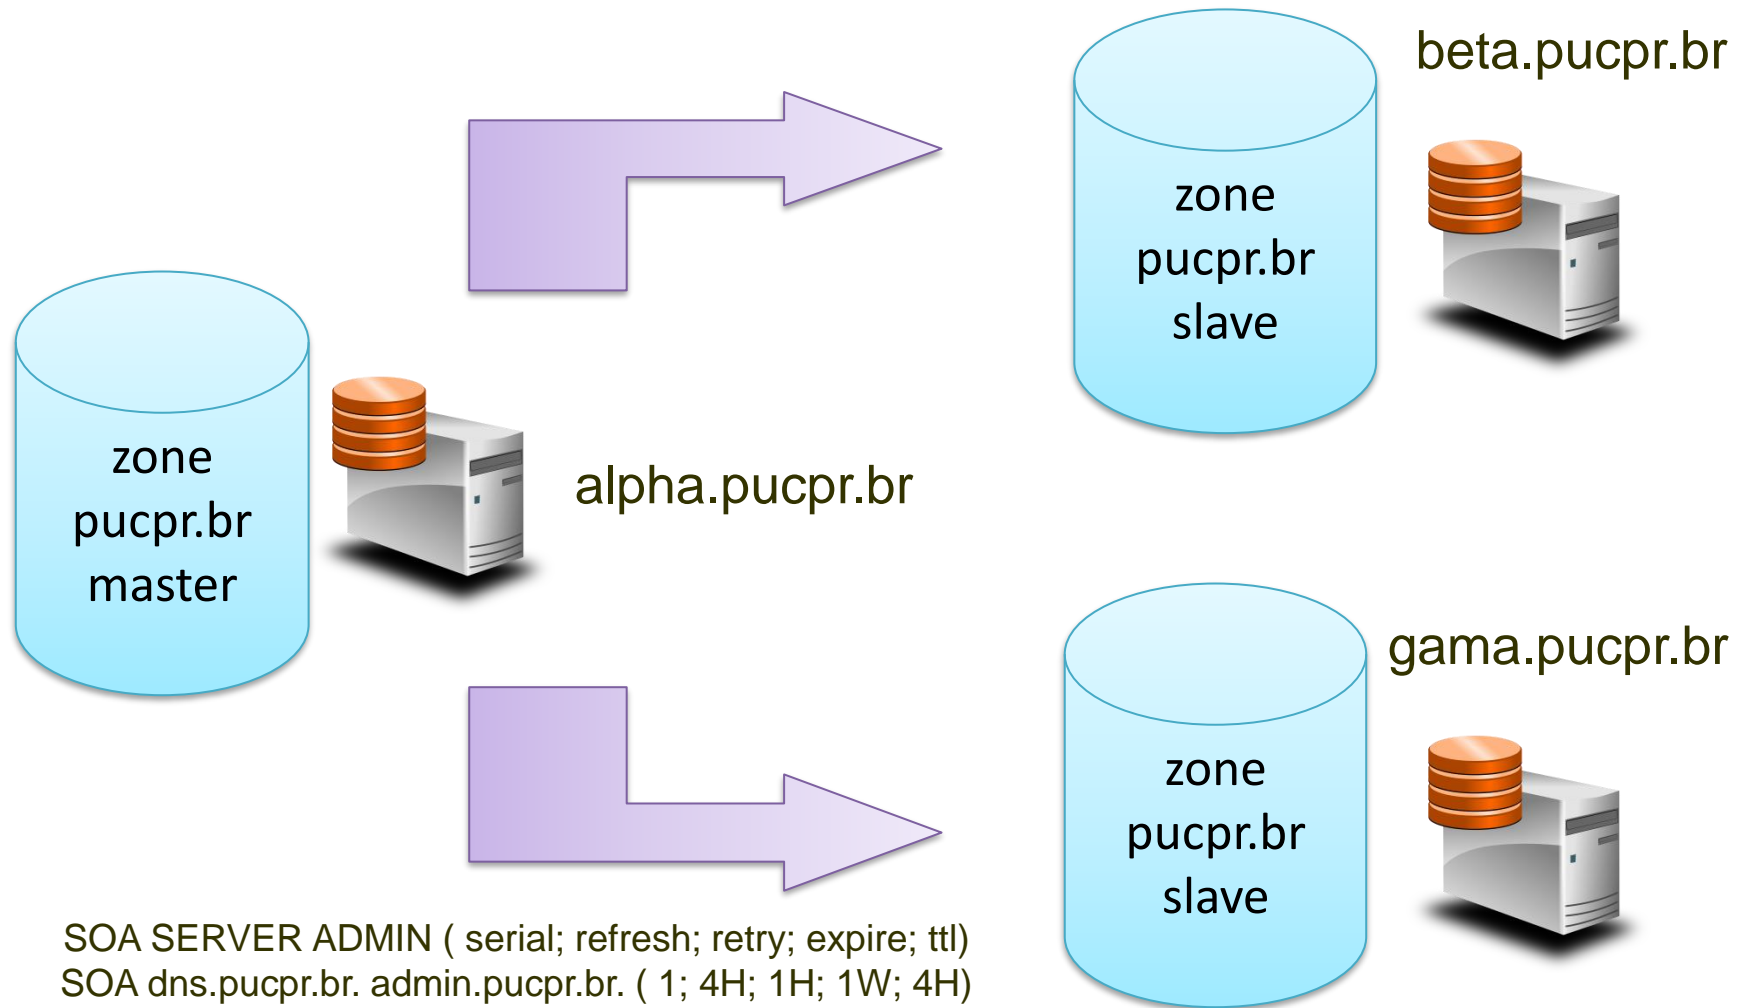 beta.pucpr.br
zone
pucpr.br
slave
zone
pucpr.br
master
alpha.pucpr.br
gama.pucpr.br
zone
pucpr.br
slave
SOA SERVER ADMIN ( serial; refresh; retry; expire; ttl)
SOA dns.pucpr.br. admin.pucpr.br. ( 1; 4H; 1H; 1W; 4H)